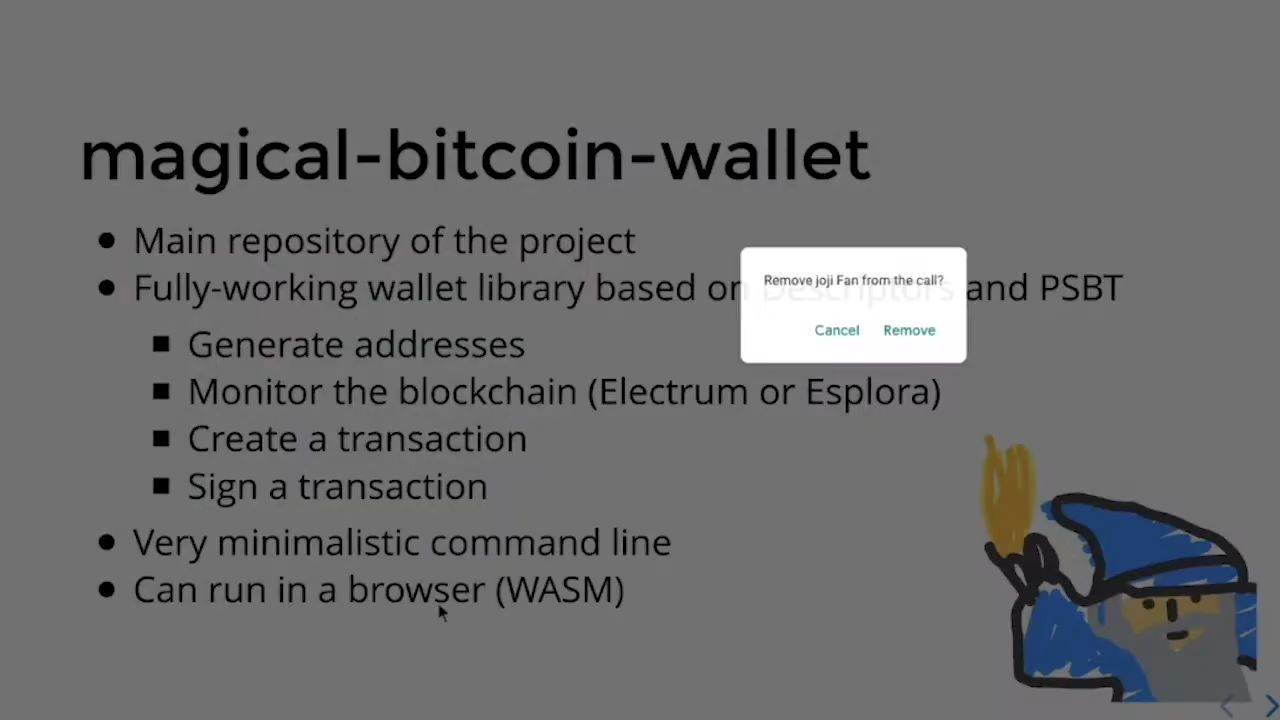 magical-bitcoin-wallet
Main repository of the project
Fully-working wallet library based on Descriptors and PSBT
Remove joji Fan from the call?
Cancel Remove
Generate addresses
Monitor the blockchain (Electrum or Esplora)
Create a transaction
Sign a transaction
Very minimalistic command line
Can run in a browser (WASM)